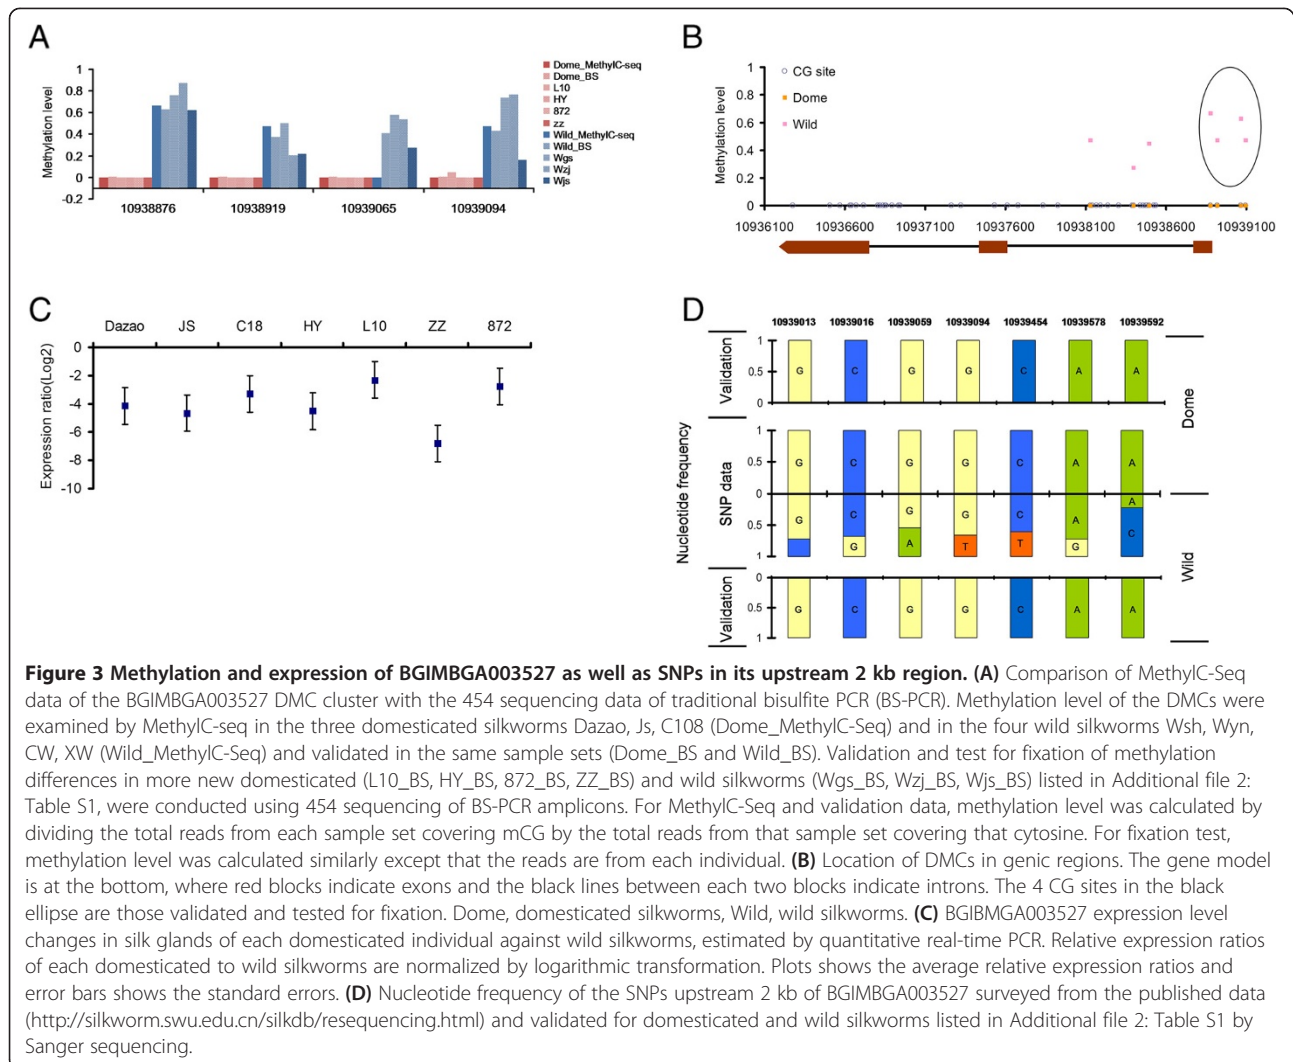 A
Methylation level
1
0.8
0.6
0.4
0.2
0
-0.2
10938876 10938919 10939065 10939094
Dome_MethylC-seq
Dome_BS
L10
HY
872
zz
Wild_MethylC-seq
Wild_BS
Wgs
Wzj
Wjs
B
Methylation level
1
0.8
0.6
0.4
0.2
0
CG site
Dome
Wild
10936100 10936600 10937100 10937600 10938100 10938600 10939100
C
Dazao JS C18 HY L10 ZZ 872
Expression ratio(Log2)
0
-2
-4
-6
-8
-10
D
10939013 10939016 10939059 10939094 10939454 10939578 10939592
Nucleotide frequency
Validation
1
0.5
0
G C G G C A A
Dome
SNP data
1
0.5
0
0.5
1
G C G G C A A
G C G G C A A
G A T T G C
Wild
Validation
0
0.5
1
G C G G C A A
Figure 3 Methylation and expression of BGIMBGA003527 as well as SNPs in its upstream 2 kb region. (A) Comparison of MethylC-Seq
data of the BGIMBGA003527 DMC cluster with the 454 sequencing data of traditional bisulfite PCR (BS-PCR). Methylation level of the DMCs were
examined by MethylC-seq in the three domesticated silkworms Dazao, Js, C108 (Dome_MethylC-Seq) and in the four wild silkworms Wsh, Wyn,
CW, XW (Wild_MethylC-Seq) and validated in the same sample sets (Dome_BS and Wild_BS). Validation and test for fixation of methylation
differences in more new domesticated (L10_BS, HY_BS, 872_BS, ZZ_BS) and wild silkworms (Wgs_BS, Wzj_BS, Wjs_BS) listed in Additional file 2:
Table S1, were conducted using 454 sequencing of BS-PCR amplicons. For MethylC-Seq and validation data, methylation level was calculated by
dividing the total reads from each sample set covering mCG by the total reads from that sample set covering that cytosine. For fixation test,
methylation level was calculated similarly except that the reads are from each individual. (B) Location of DMCs in genic regions. The gene model
is at the bottom, where red blocks indicate exons and the black lines between each two blocks indicate introns. The 4 CG sites in the black
ellipse are those validated and tested for fixation. Dome, domesticated silkworms, Wild, wild silkworms. (C) BGIBMGA003527 expression level
changes in silk glands of each domesticated individual against wild silkworms, estimated by quantitative real-time PCR. Relative expression ratios
of each domesticated to wild silkworms are normalized by logarithmic transformation. Plots shows the average relative expression ratios and
error bars shows the standard errors. (D) Nucleotide frequency of the SNPs upstream 2 kb of BGIMBGA003527 surveyed from the published data
(http://silkworm.swu.edu.cn/silkdb/resequencing.html) and validated for domesticated and wild silkworms listed in Additional file 2: Table S1 by
Sanger sequencing.